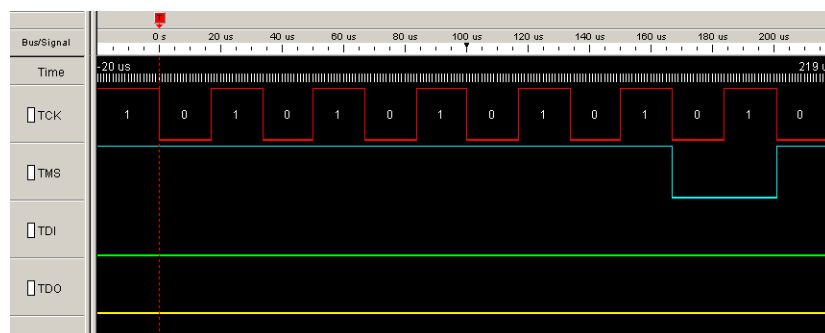 T
Bus/Signal 0 s 20 us 40 us 60 us 80 us 100 us 120 us 140 us 160 us 180 us 200 us
Time -20 us 219 u
TCK 1 0 1 0 1 0 1 0 1 0 1 0 1 0
TMS
TDI
TDO